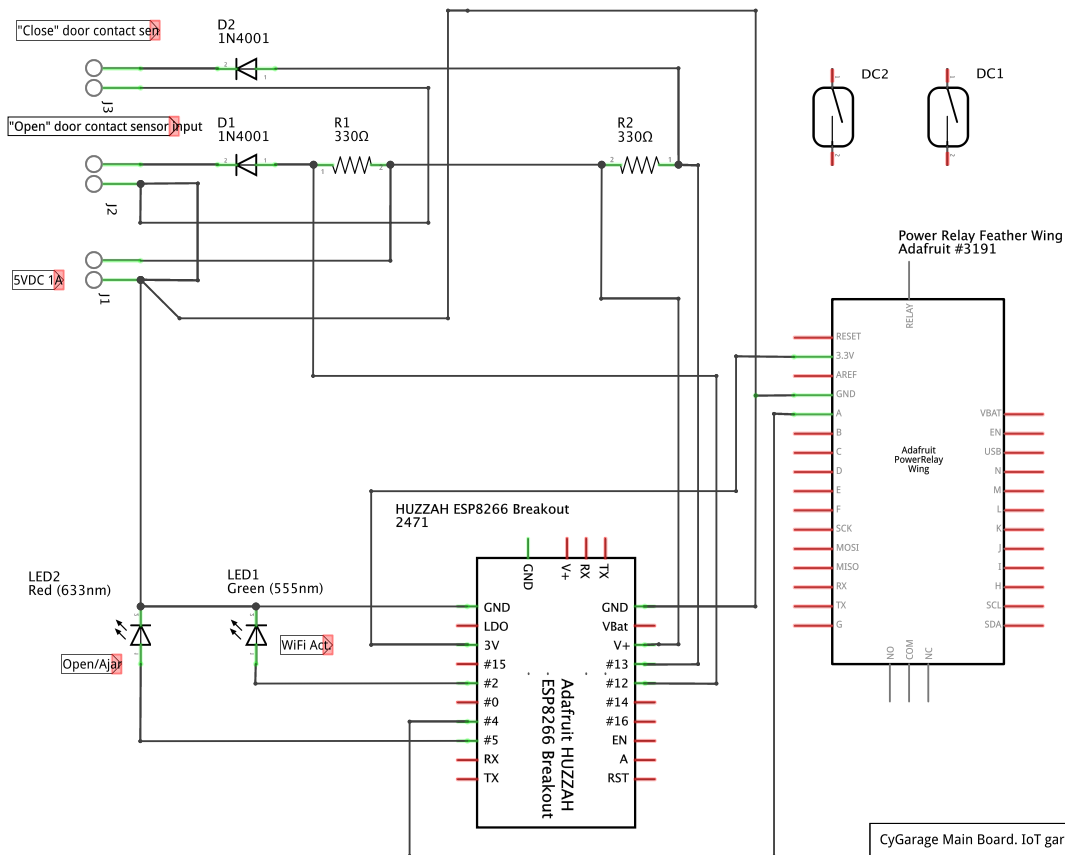 "Close" door contact sen
D2
1N4001
J3
"Open" door contact sensor input
D1
1N4001
R1
330Ω
R2
330Ω
J2
5VDC 1A
J1
DC2
DC1
Power Relay Feather Wing
Adafruit #3191
RELAY
RESET
3.3V
AREF
GND
A
B
C
D
E
F
SCK
MOSI
MISO
RX
TX
G
VBAT
EN
USB
N
M
L
K
J
I
H
SCL
SDA
Adafruit
PowerRelay
Wing
NO
COM
NC
HUZZAH ESP8266 Breakout
2471
GND
V+
RX
TX
GND
LDO
3V
#15
#2
#0
#4
#5
RX
TX
GND
VBat
V+
#13
#12
#14
#16
EN
A
RST
Adafruit HUZZAH
ESP8266 Breakout
LED2
Red (633nm)
LED1
Green (555nm)
WiFi Act.
Open/Ajar
CyGarage Main Board. IoT gar